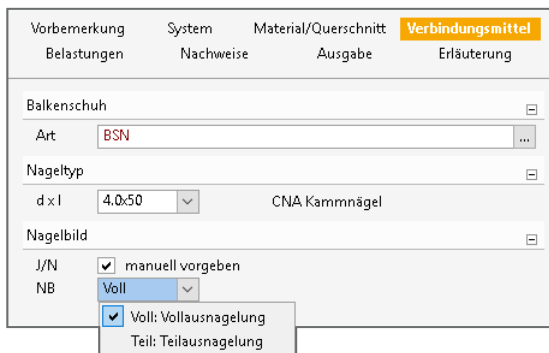 Vorbemerkung System Material/Querschnitt Verbindungsmittel
Belastungen Nachweise Ausgabe Erläuterung
Balkenschuh
Art BSN ...
Nageltyp
d x l 4.0x50 CNA Kammnägel
Nagelbild
J/N manuell vorgeben
NB Voll
Voll: Vollausnagelung
Teil: Teilausnagelung